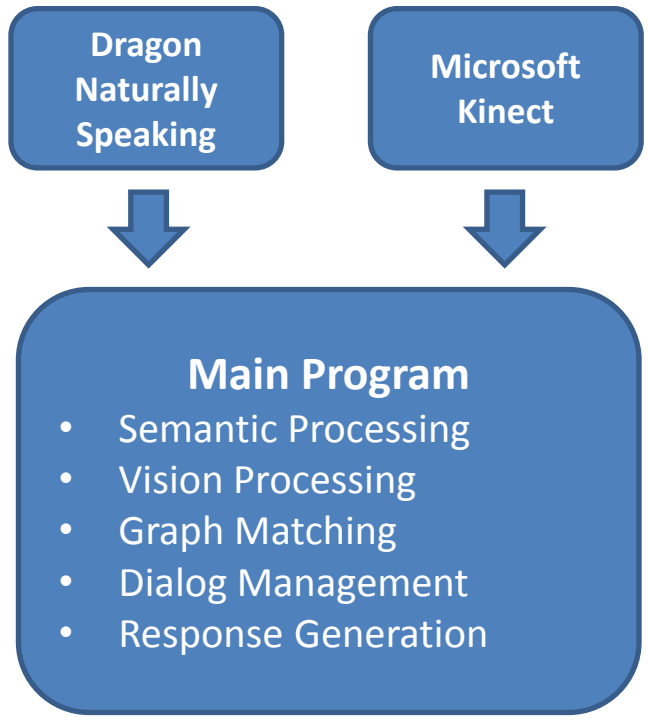 Dragon
Naturally
Speaking
Microsoft
Kinect
Main Program
• Semantic Processing
• Vision Processing
• Graph Matching
• Dialog Management
• Response Generation